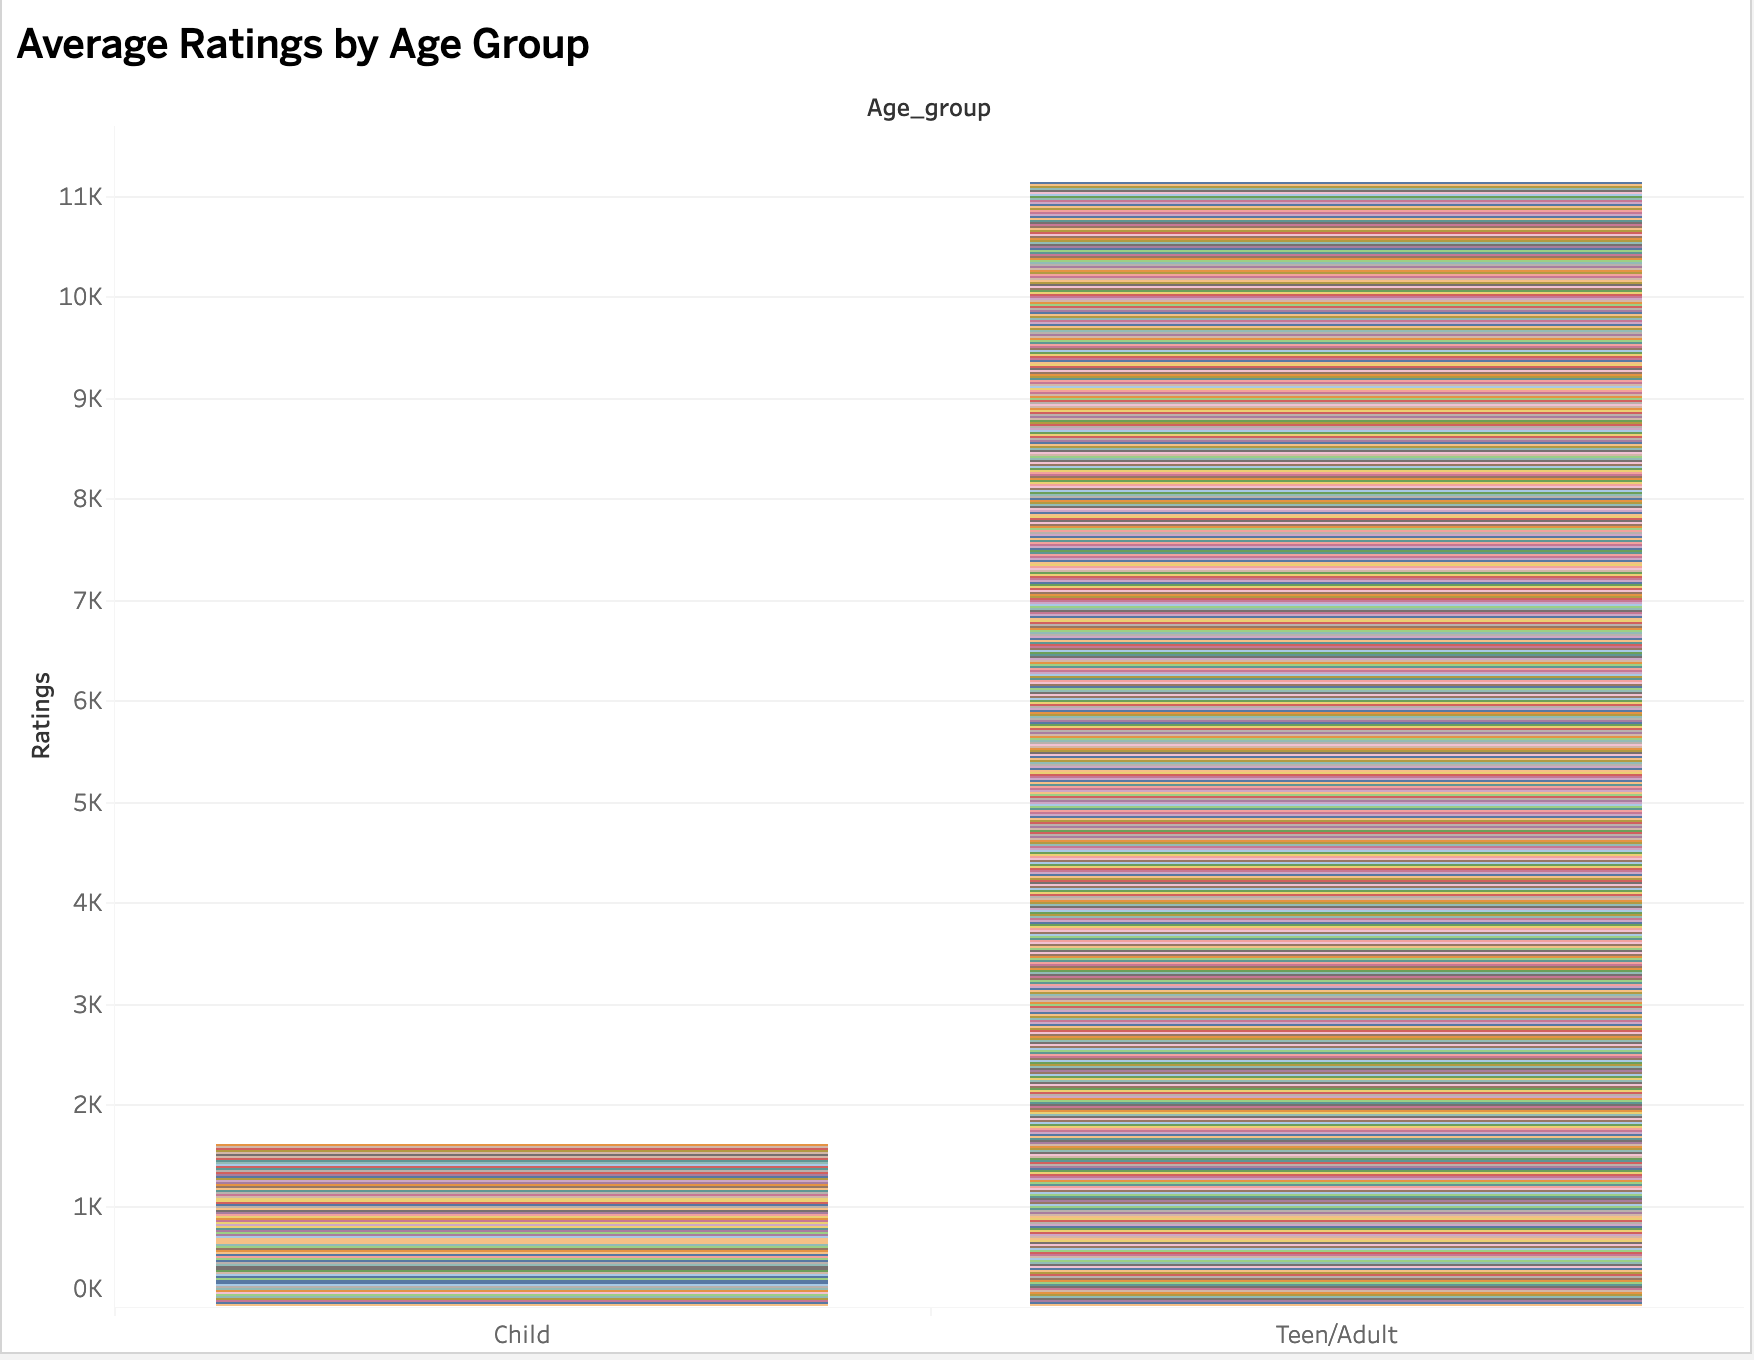 Average Ratings by Age Group
Age_group
11K
10K
9K
8K
7K
6K
5K
4K
3K
2K
1K
0K
Ratings
Child
Teen/Adult